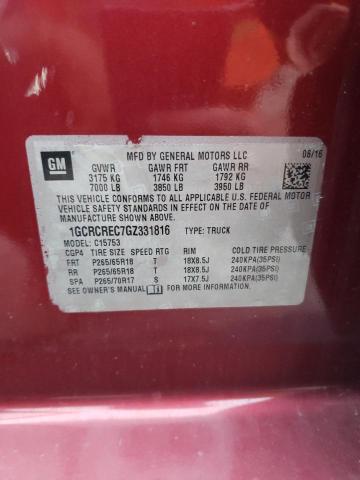 GM
MFD BY GENERAL MOTORS LLC 06/16
GVWR GAWR FRT GAWR RR
3175 KG 1746 KG 1792 KG
7000 LB 3850 LB 3950 LB
THIS VEHICLE CONFORMS TO ALL APPLICABLE U.S. FEDERAL MOTOR
VEHICLE SAFETY STANDARDS IN EFFECT ON THE DATE OF
MANUFACTURE SHOWN ABOVE.
1GCRCREC7GZ331816 TYPE: TRUCK
MODEL: C15753
CGP4 TIRE SIZE SPEED RTG RIM COLD TIRE PRESSURE
FRT P265/65R18 T 18X8.5J 240KPA(35PSI)
RR P265/65R18 T 18X8.5J 240KPA(35PSI)
SPA P265/70R17 S 17X7.5J 240KPA(35PSI)
SEE OWNER'S MANUAL FOR MORE INFORMATION.